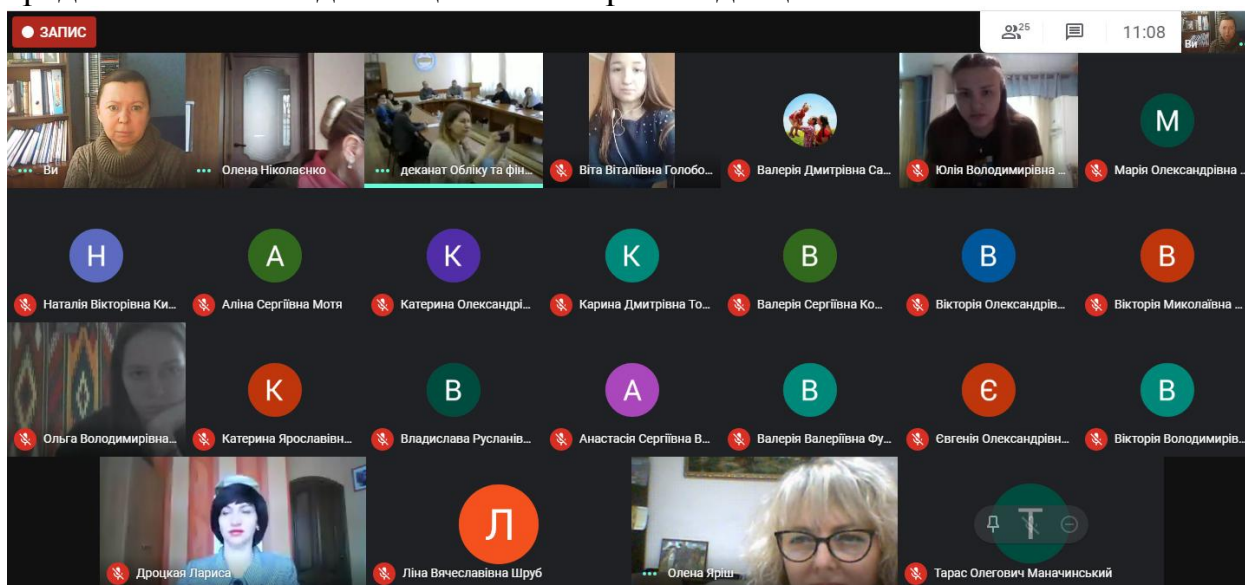 ЗАПИС
25
11:08
Ви
Ви
Олена Ніколаєнко
деканат Обліку та фін...
Віта Віталіївна Голобо...
Валерія Дмитрівна Са...
Юлія Володимирівна ...
М
Марія Олександрівна ...
Н
Наталія Вікторівна Ки...
А
Аліна Сергіївна Мотя
К
Катерина Олександрі...
К
Карина Дмитрівна То...
В
Валерія Сергіївна Ко...
В
Вікторія Олександрів...
В
Вікторія Миколаївна ...
Ольга Володимирівна...
К
Катерина Ярославівн...
В
Владислава Русланів...
А
Анастасія Сергіївна В...
В
Валерія Валеріївна Фу...
Є
Євгенія Олександрівн...
В
Вікторія Володимирів...
Дроцкая Лариса
Л
Ліна Вячеславівна Шруб
Олена Яріш
Т
Тарас Олегович Маначинський